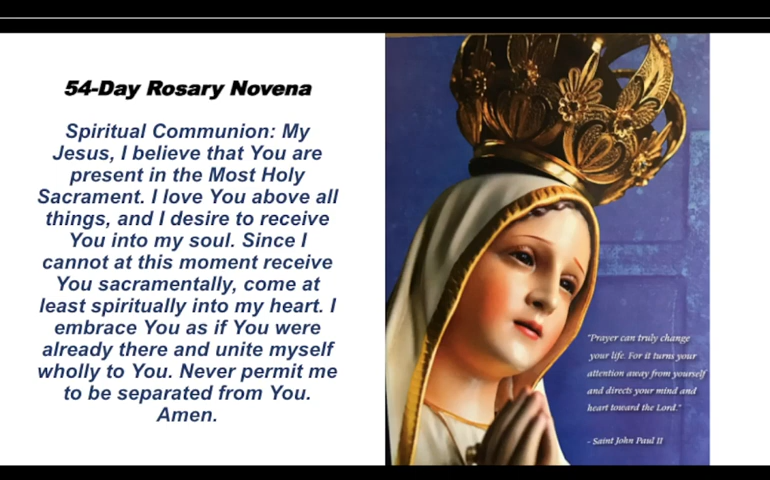 54-Day Rosary Novena
Spiritual Communion: My
Jesus, I believe that You are
present in the Most Holy
Sacrament. I love You above all
things, and I desire to receive
You into my soul. Since I
cannot at this moment receive
You sacramentally, come at
least spiritually into my heart. I
embrace You as if You were
already there and unite myself
wholly to You. Never permit me
to be separated from You.
Amen.
"Prayer can truly change
your life. For it turns your
attention away from yourself
and directs your mind and
heart toward the Lord."
- Saint John Paul II